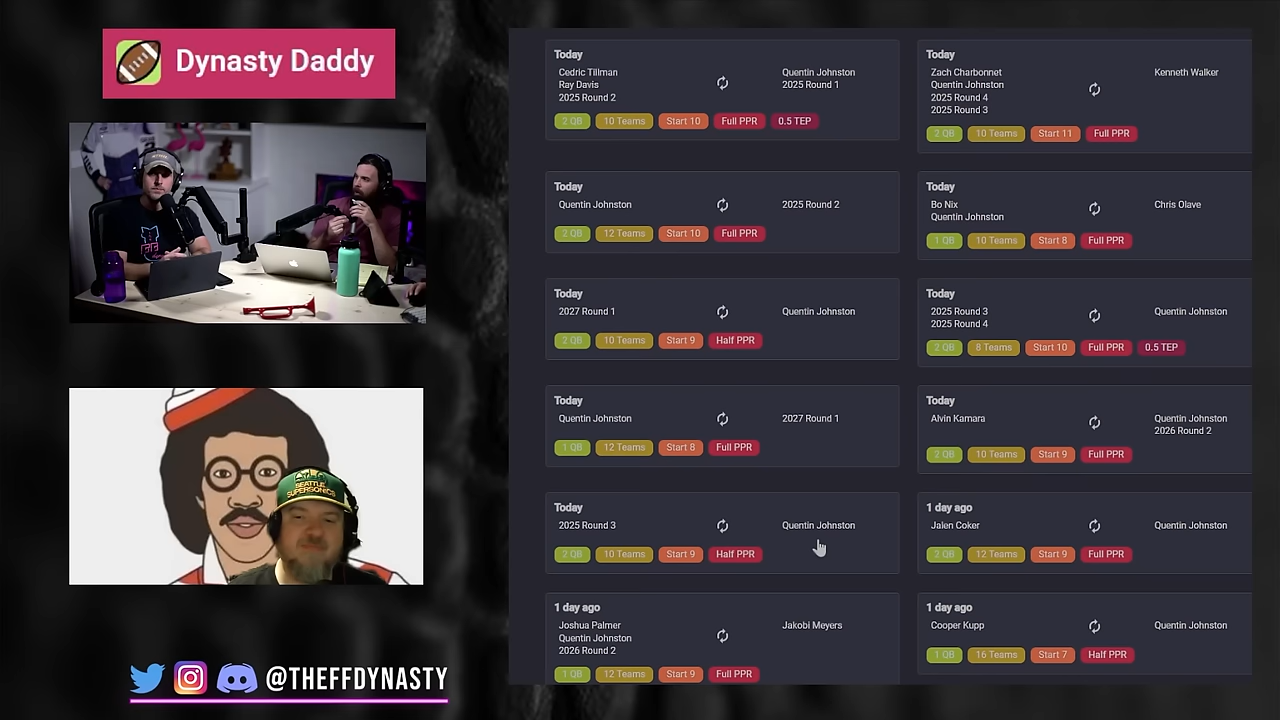 Dynasty Daddy
SEATTLE
SUPERSONICS
@THEFFDYNASTY
Today
Cedric Tillman
Ray Davis
2025 Round 2
Quentin Johnston
2025 Round 1
2 QB 10 Teams Start 10 Full PPR 0.5 TEP
Today
Zach Charbonnet
Quentin Johnston
2025 Round 4
2025 Round 3
Kenneth Walker
2 QB 10 Teams Start 11 Full PPR
Today
Quentin Johnston
2025 Round 2
2 QB 12 Teams Start 10 Full PPR
Today
Bo Nix
Quentin Johnston
Chris Olave
1 QB 10 Teams Start 8 Full PPR
Today
2027 Round 1
Quentin Johnston
2 QB 10 Teams Start 9 Half PPR
Today
2025 Round 3
2025 Round 4
Quentin Johnston
2 QB 8 Teams Start 10 Full PPR 0.5 TEP
Today
Quentin Johnston
2027 Round 1
1 QB 12 Teams Start 8 Full PPR
Today
Alvin Kamara
Quentin Johnston
2026 Round 2
2 QB 10 Teams Start 9 Full PPR
Today
2025 Round 3
Quentin Johnston
2 QB 10 Teams Start 9 Half PPR
1 day ago
Jalen Coker
Quentin Johnston
2 QB 12 Teams Start 9 Full PPR
1 day ago
Joshua Palmer
Quentin Johnston
2026 Round 2
Jakobi Meyers
1 QB 12 Teams Start 9 Full PPR
1 day ago
Cooper Kupp
Quentin Johnston
1 QB 16 Teams Start 7 Half PPR